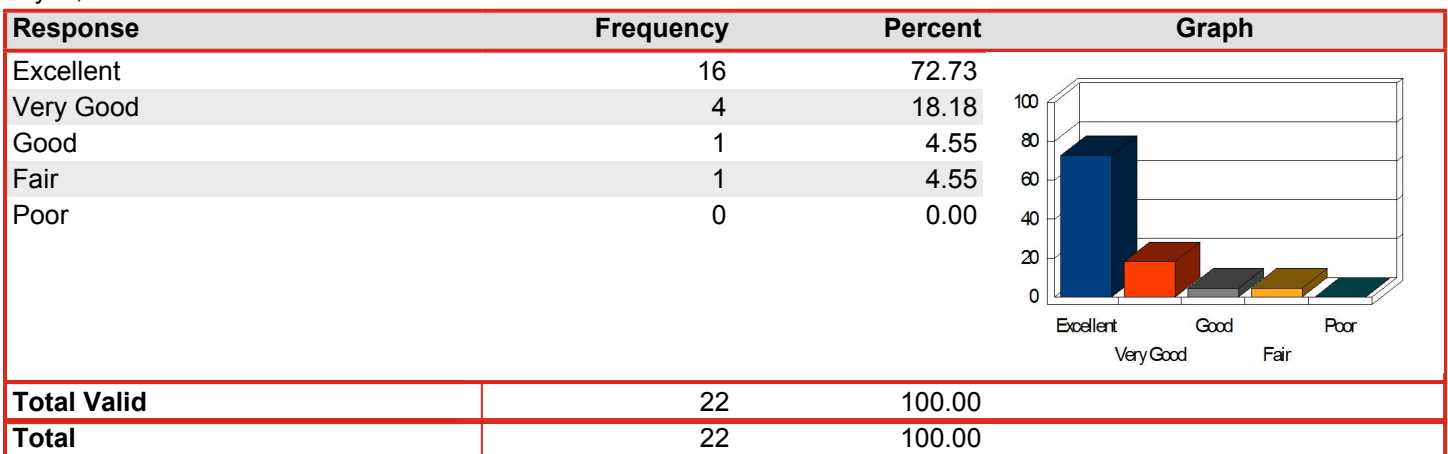 Response Frequency Percent Graph
Excellent 16 72.73
Very Good 4 18.18
Good 1 4.55
Fair 1 4.55
Poor 0 0.00
100
80
60
40
20
0
Excellent Good Poor
Very Good Fair
Total Valid 22 100.00
Total 22 100.00